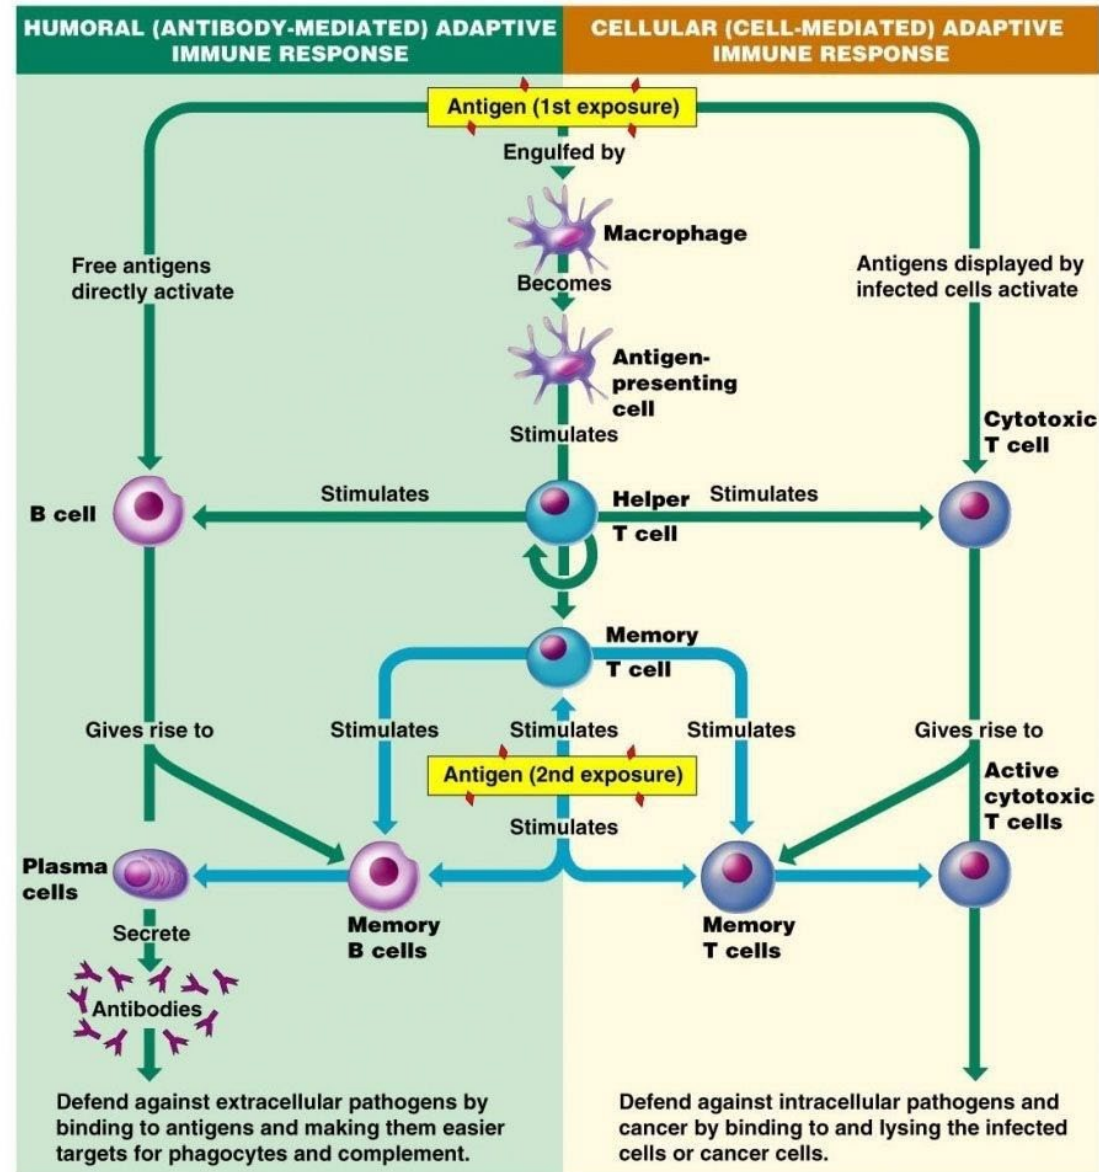 HUMORAL (ANTIBODY-MEDIATED) ADAPTIVE
IMMUNE RESPONSE
CELLULAR (CELL-MEDIATED) ADAPTIVE
IMMUNE RESPONSE
Antigen (1st exposure)
Engulfed by
Macrophage
Free antigens
directly activate
Becomes
Antigens displayed by
infected cells activate
Antigen-
presenting
cell
Stimulates
Cytotoxic
T cell
B cell
Stimulates
Helper
T cell
Stimulates
Memory
T cell
Gives rise to
Stimulates
Stimulates
Stimulates
Gives rise to
Antigen (2nd exposure)
Active
cytotoxic
T cells
Stimulates
Plasma
cells
Memory
B cells
Memory
T cells
Secrete
Antibodies
Defend against extracellular pathogens by
binding to antigens and making them easier
targets for phagocytes and complement.
Defend against intracellular pathogens and
cancer by binding to and lysing the infected
cells or cancer cells.